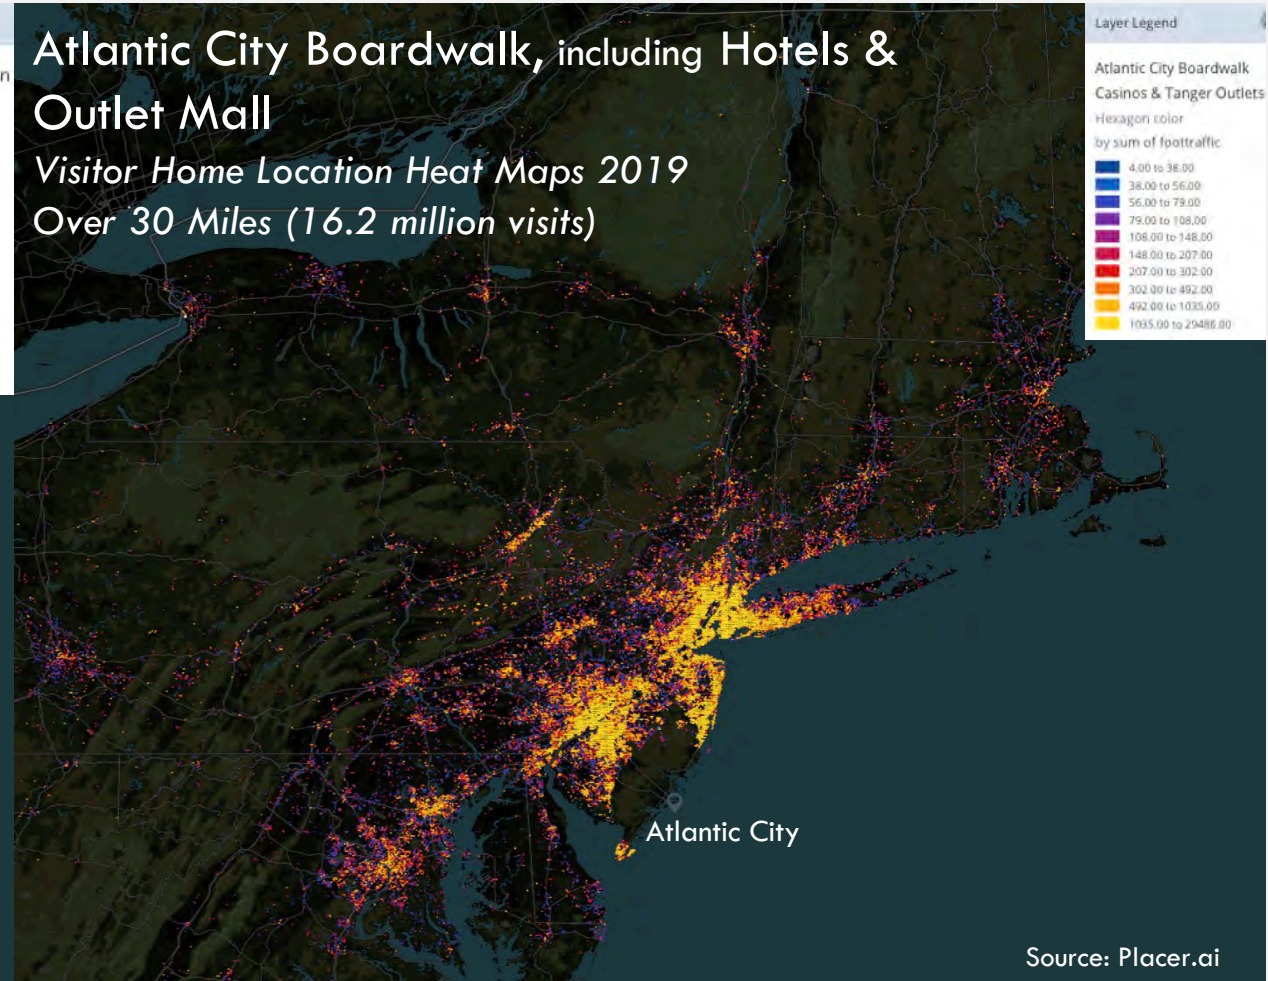 Atlantic City Boardwalk, including Hotels &
Outlet Mall
Visitor Home Location Heat Maps 2019
Over 30 Miles (16.2 million visits)
n
Layer Legend
Atlantic City Boardwalk
Casinos & Tanger Outlets
Hexagon color
by sum of foottraffic
4.00 to 38.00
38.00 to 56.00
56.00 to 79.00
79.00 to 108.00
108.00 to 148.00
148.00 to 207.00
207.00 to 302.00
302.00 to 492.00
492.00 to 1035.00
1035.00 to 29486.00
Atlantic City
Source: Placer.ai